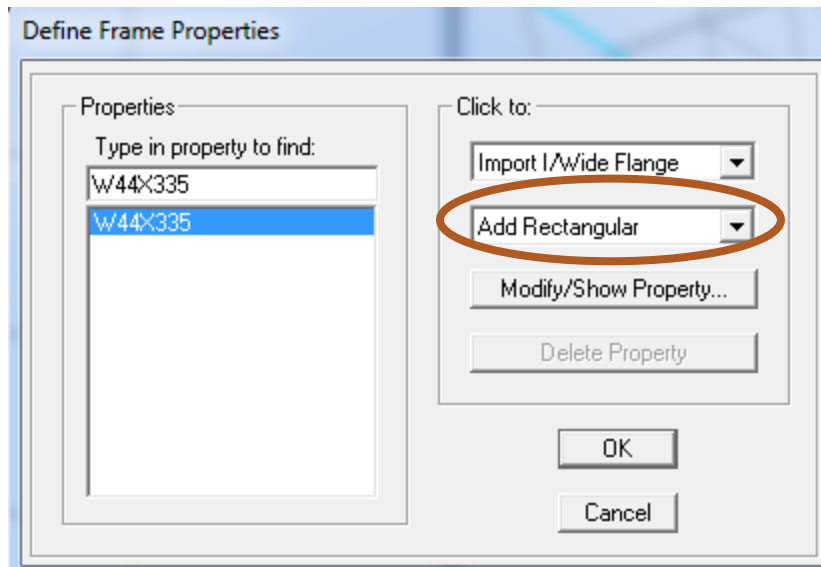 Define Frame Properties
Properties
Type in property to find:
W44X335
W44X335
Click to:
Import I/Wide Flange
Add Rectangular
Modify/Show Property...
Delete Property
OK
Cancel